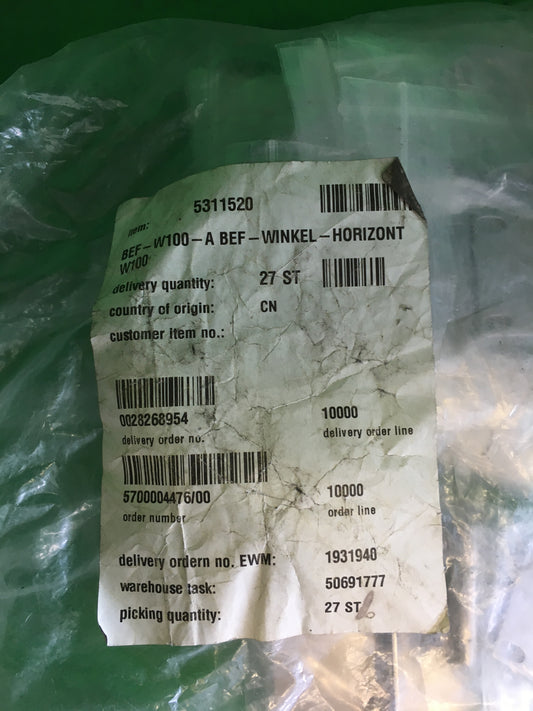 item: 5311520
BEF-W100-A BEF-WINKEL-HORIZONT
W100
delivery quantity: 27 ST
country of origin: CN
customer item no.:
0028268954 10000
delivery order no. delivery order line
5700004476/00 10000
order number order line
delivery ordern no. EWM: 1931940
warehouse task: 50691777
picking quantity: 27 ST